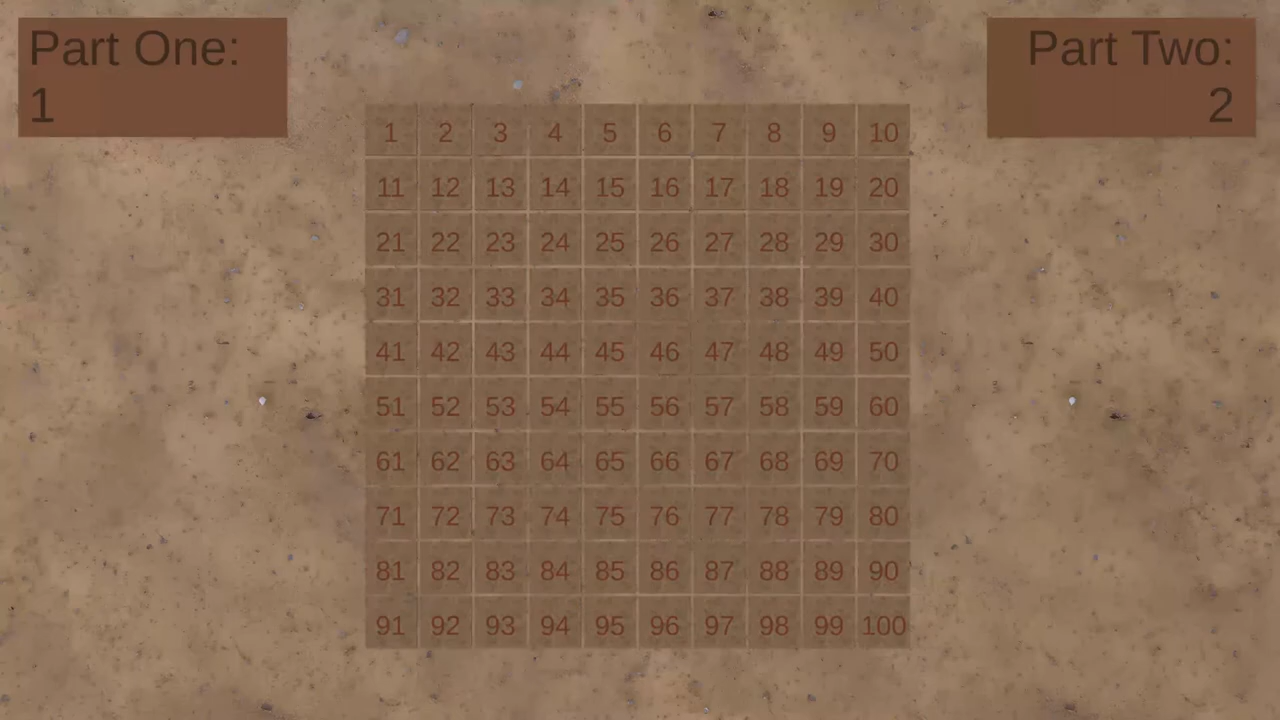 Part One:
1
Part Two:
2
1 2 3 4 5 6 7 8 9 10
11 12 13 14 15 16 17 18 19 20
21 22 23 24 25 26 27 28 29 30
31 32 33 34 35 36 37 38 39 40
41 42 43 44 45 46 47 48 49 50
51 52 53 54 55 56 57 58 59 60
61 62 63 64 65 66 67 68 69 70
71 72 73 74 75 76 77 78 79 80
81 82 83 84 85 86 87 88 89 90
91 92 93 94 95 96 97 98 99 100